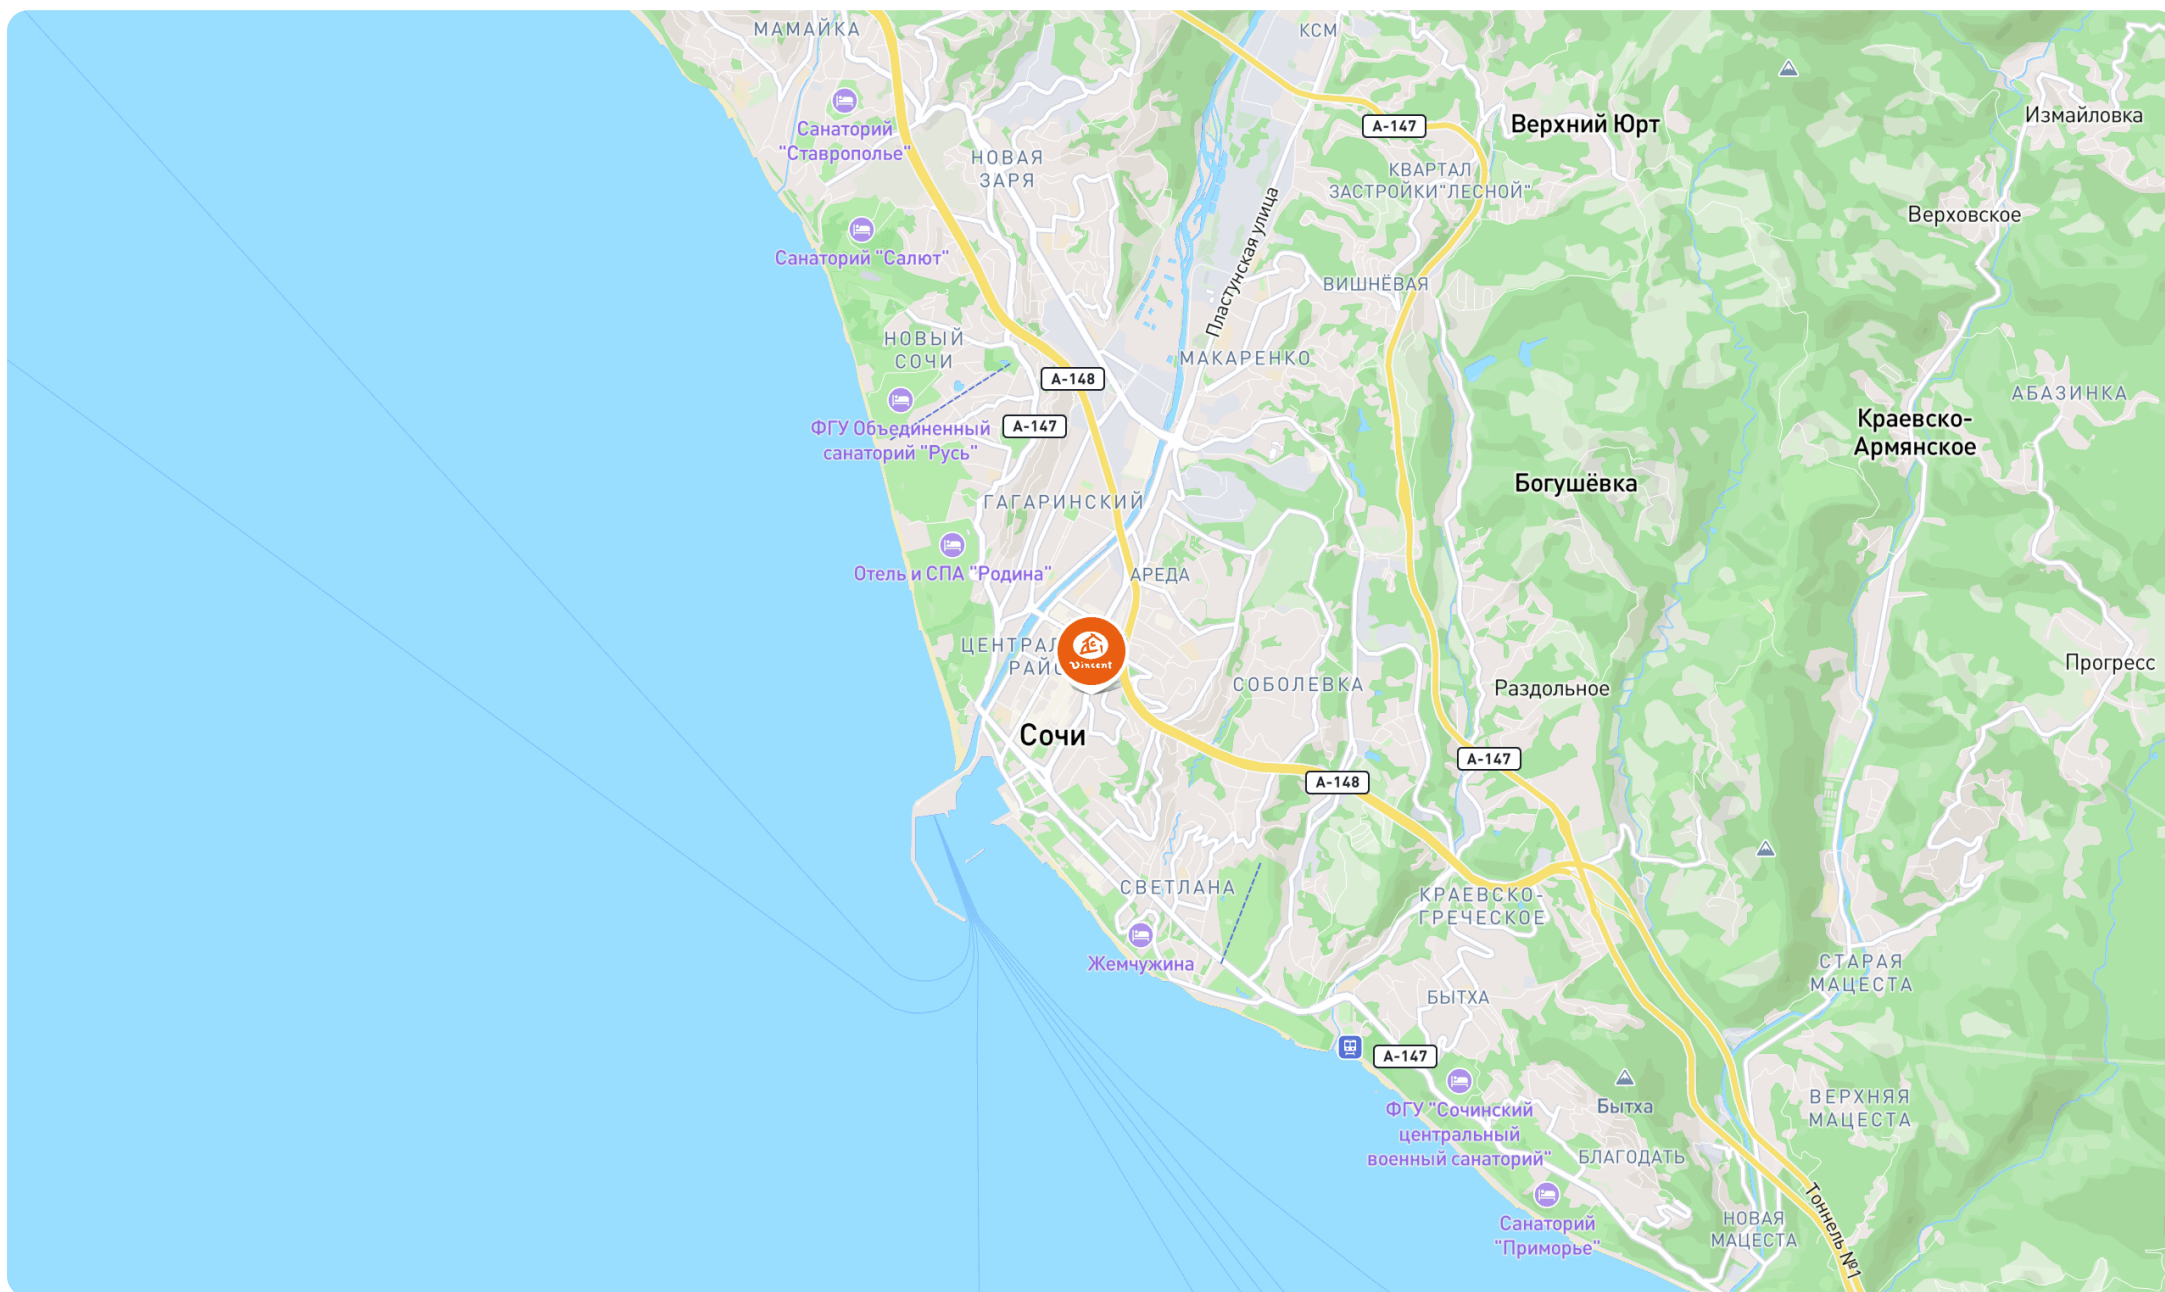 МАМАЙКА
КСМ
Измайловка
Санаторий
"Ставрополье"
А-147
Верхний Юрт
НОВАЯ
ЗАРЯ
КВАРТАЛ
ЗАСТРОЙКИ"ЛЕСНОЙ"
Верховское
Санаторий "Салют"
Пластунская улица
ВИШНЁВАЯ
НОВЫЙ
СОЧИ
МАКАРЕНКО
А-148
АБАЗИНКА
А-147
ФГУ Объединенный
санаторий "Русь"
Краевско-
Армянское
Богушёвка
ГАГАРИНСКИЙ
Отель и СПА "Родина"
АРЕДА
ЦЕНТРАЛ
РАЙО
Vincent
Прогресс
СОБОЛЕВКА
Раздольное
Сочи
А-147
А-148
СВЕТЛАНА
КРАЕВСКО-
ГРЕЧЕСКОЕ
Жемчужина
СТАРАЯ
МАЦЕСТА
БЫТХА
А-147
ФГУ "Сочинский
центральный
военный санаторий"
Бытха
ВЕРХНЯЯ
МАЦЕСТА
БЛАГОДАТЬ
Санаторий
"Приморье"
НОВАЯ
МАЦЕСТА
Тоннель №1